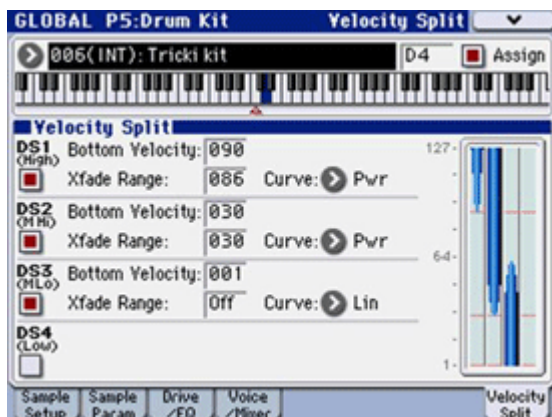 GLOBAL P5:Drum Kit Velocity Split
006(INT): Tricki kit D4 Assign
Velocity Split
DS1 (High) Bottom Velocity: 090
Xfade Range: 086 Curve: Pwr
DS2 (MHi) Bottom Velocity: 030
Xfade Range: 030 Curve: Pwr
DS3 (MLo) Bottom Velocity: 001
Xfade Range: Off Curve: Lin
DS4 (Low)
127-
64-
1-
Sample Setup Sample Param Drive /EQ Voice /Mixer Velocity Split